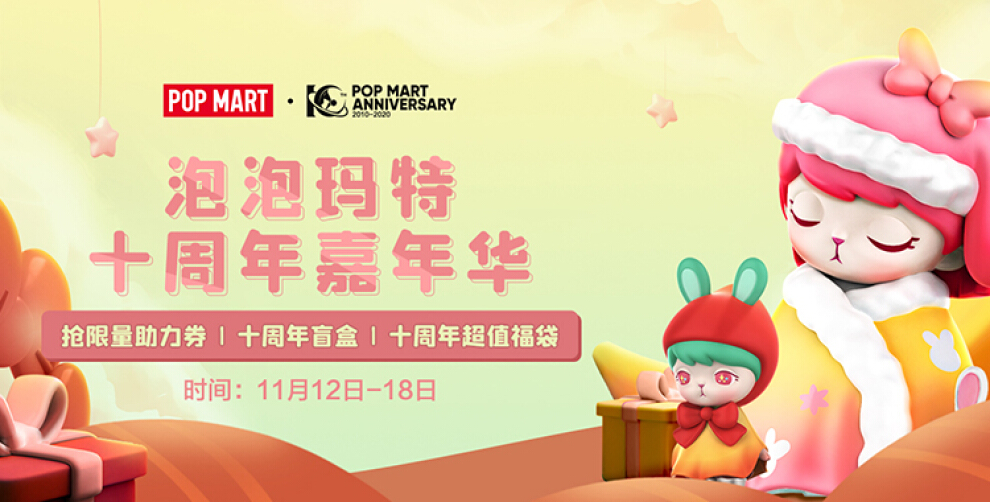 POP MART · 10TH POP MART
ANNIVERSARY
2010-2020
泡泡玛特
十周年嘉年华
抢限量助力券 | 十周年盲盒 | 十周年超值福袋
时间：11月12日-18日